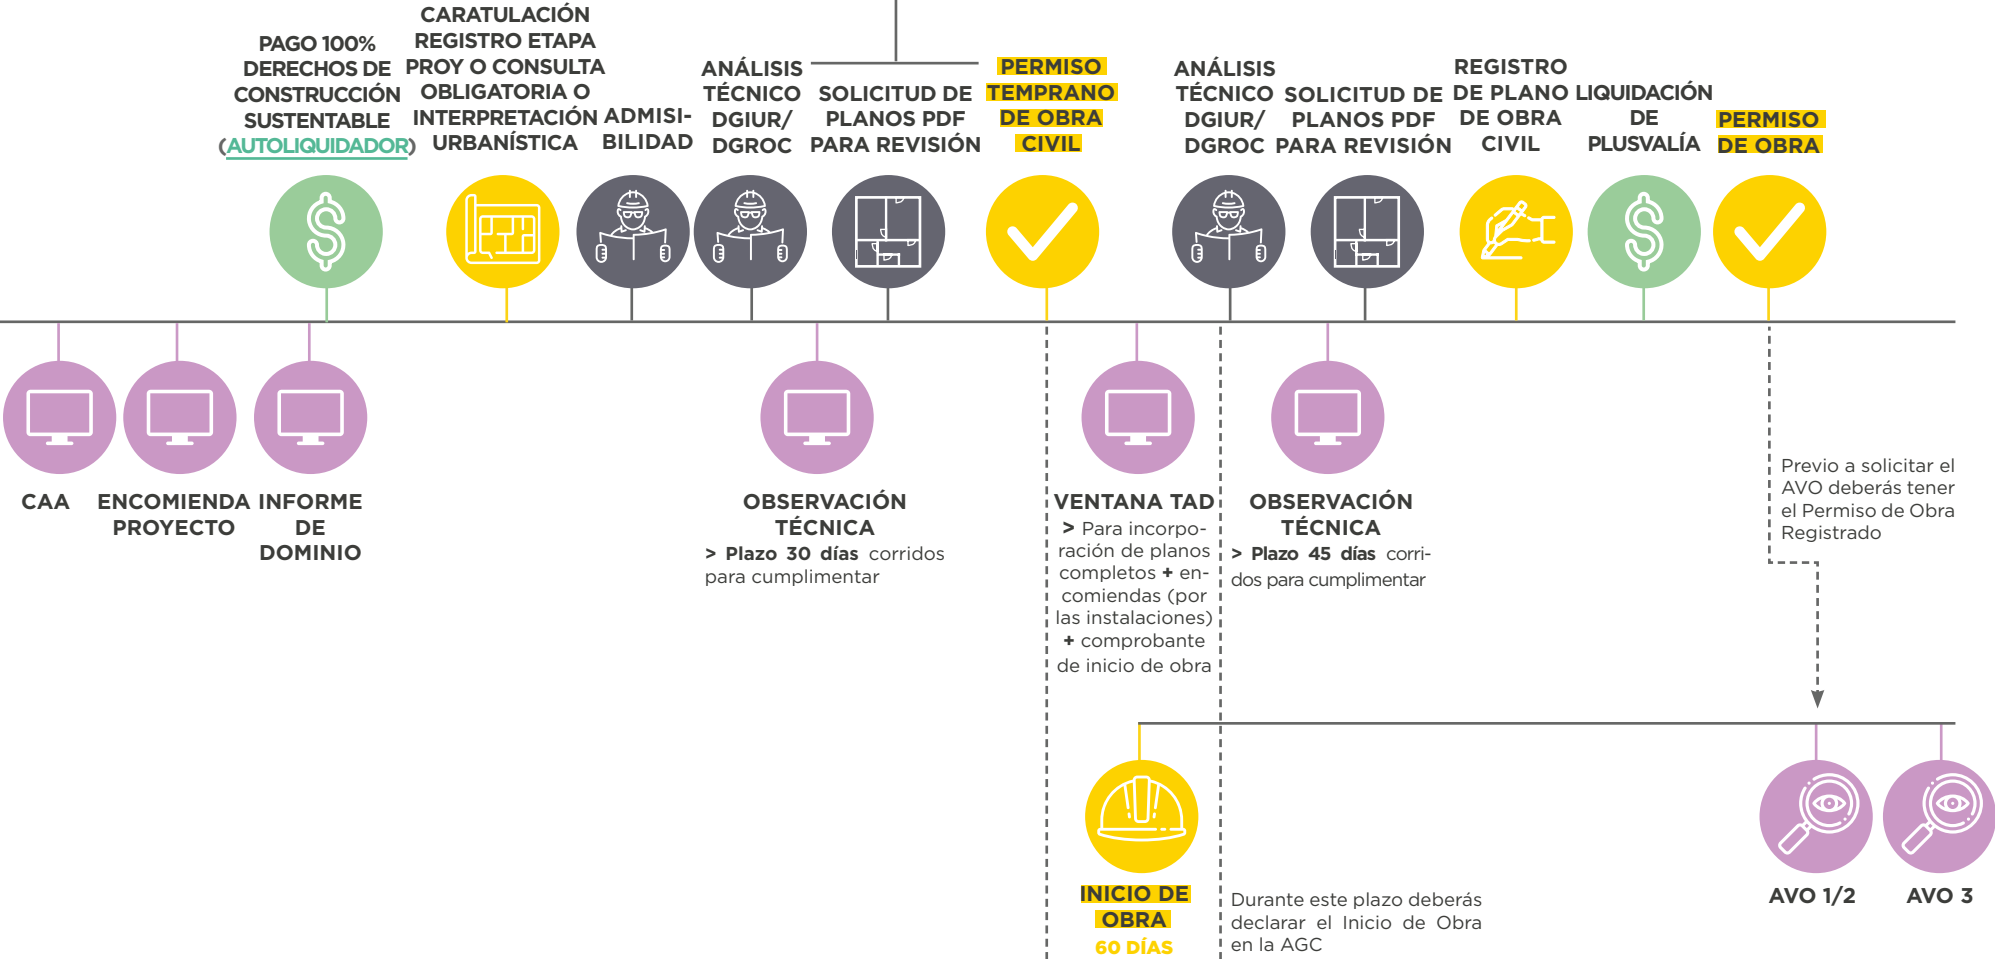 PAGO 100%
DERECHOS DE
CONSTRUCCIÓN
SUSTENTABLE
(AUTOLIQUIDADOR)
CARATULACIÓN
REGISTRO ETAPA
PROY O CONSULTA
OBLIGATORIA O
INTERPRETACIÓN
URBANÍSTICA
ADMISI-
BILIDAD
ANÁLISIS
TÉCNICO
DGIUR/
DGROC
SOLICITUD DE
PLANOS PDF
PARA REVISIÓN
PERMISO
TEMPRANO
DE OBRA
CIVIL
ANÁLISIS
TÉCNICO
DGIUR/
DGROC
SOLICITUD DE
PLANOS PDF
PARA REVISIÓN
REGISTRO
DE PLANO
DE OBRA
CIVIL
LIQUIDACIÓN
DE
PLUSVALÍA
PERMISO
DE OBRA
CAA
ENCOMIENDA
PROYECTO
INFORME
DE
DOMINIO
OBSERVACIÓN
TÉCNICA
> Plazo 30 días corridos
para cumplimentar
VENTANA TAD
> Para incorpo-
ración de planos
completos + en-
comiendas (por
las instalaciones)
+ comprobante
de inicio de obra
OBSERVACIÓN
TÉCNICA
> Plazo 45 días corri-
dos para cumplimentar
Previo a solicitar el
AVO deberás tener
el Permiso de Obra
Registrado
INICIO DE
OBRA
60 DÍAS
Durante este plazo deberás
declarar el Inicio de Obra
en la AGC
AVO 1/2
AVO 3